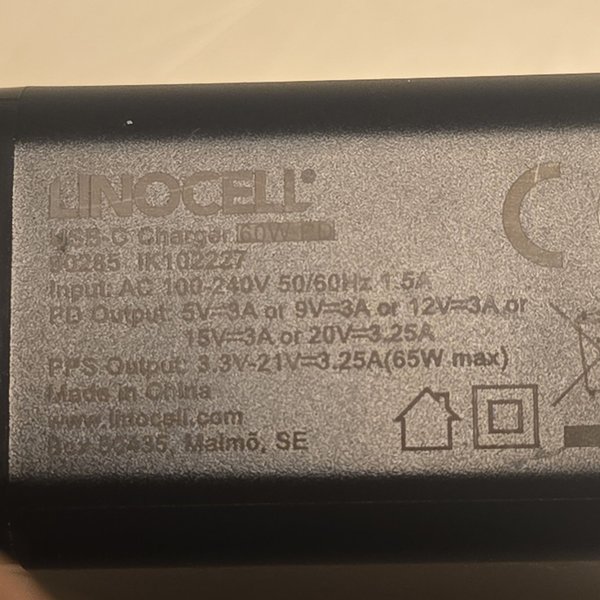 LINOCELL®
USB-C Charger 60W PD
IK102227
Input: AC 100-240V 50/60Hz 1.5A
PD Output: 5V⎓3A or 9V⎓3A or 12V⎓3A or
15V⎓3A or 20V⎓3.25A
PPS Output: 3.3V-21V⎓3.25A(65W max)
Made in China
www.linocell.com
Box 50435, Malmö, SE